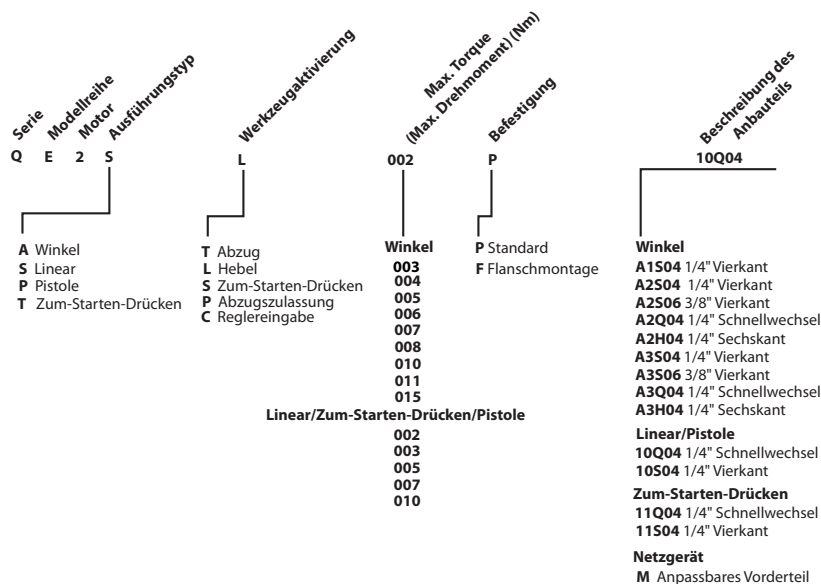 Serie
Modellreihe
Motor
Ausführungstyp
Werkzeugaktivierung
Max. Torque
(Max. Drehmoment) (Nm)
Befestigung
Beschreibung des
Anbauteils
Q E 2 S L 002 P 10Q04
A Winkel
S Linear
P Pistole
T Zum-Starten-Drücken
T Abzug
L Hebel
S Zum-Starten-Drücken
P Abzugszulassung
C Reglereingabe
Winkel
003
004
005
006
007
008
010
011
015
Linear/Zum-Starten-Drücken/Pistole
002
003
005
007
010
P Standard
F Flanschmontage
Winkel
A1S04 1/4" Vierkant
A2S04 1/4" Vierkant
A2S06 3/8" Vierkant
A2Q04 1/4" Schnellwechsel
A2H04 1/4" Sechskant
A3S04 1/4" Vierkant
A3S06 3/8" Vierkant
A3Q04 1/4" Schnellwechsel
A3H04 1/4" Sechskant
Linear/Pistole
10Q04 1/4" Schnellwechsel
10S04 1/4" Vierkant
Zum-Starten-Drücken
11Q04 1/4" Schnellwechsel
11S04 1/4" Vierkant
Netzgerät
M Anpassbares Vorderteil